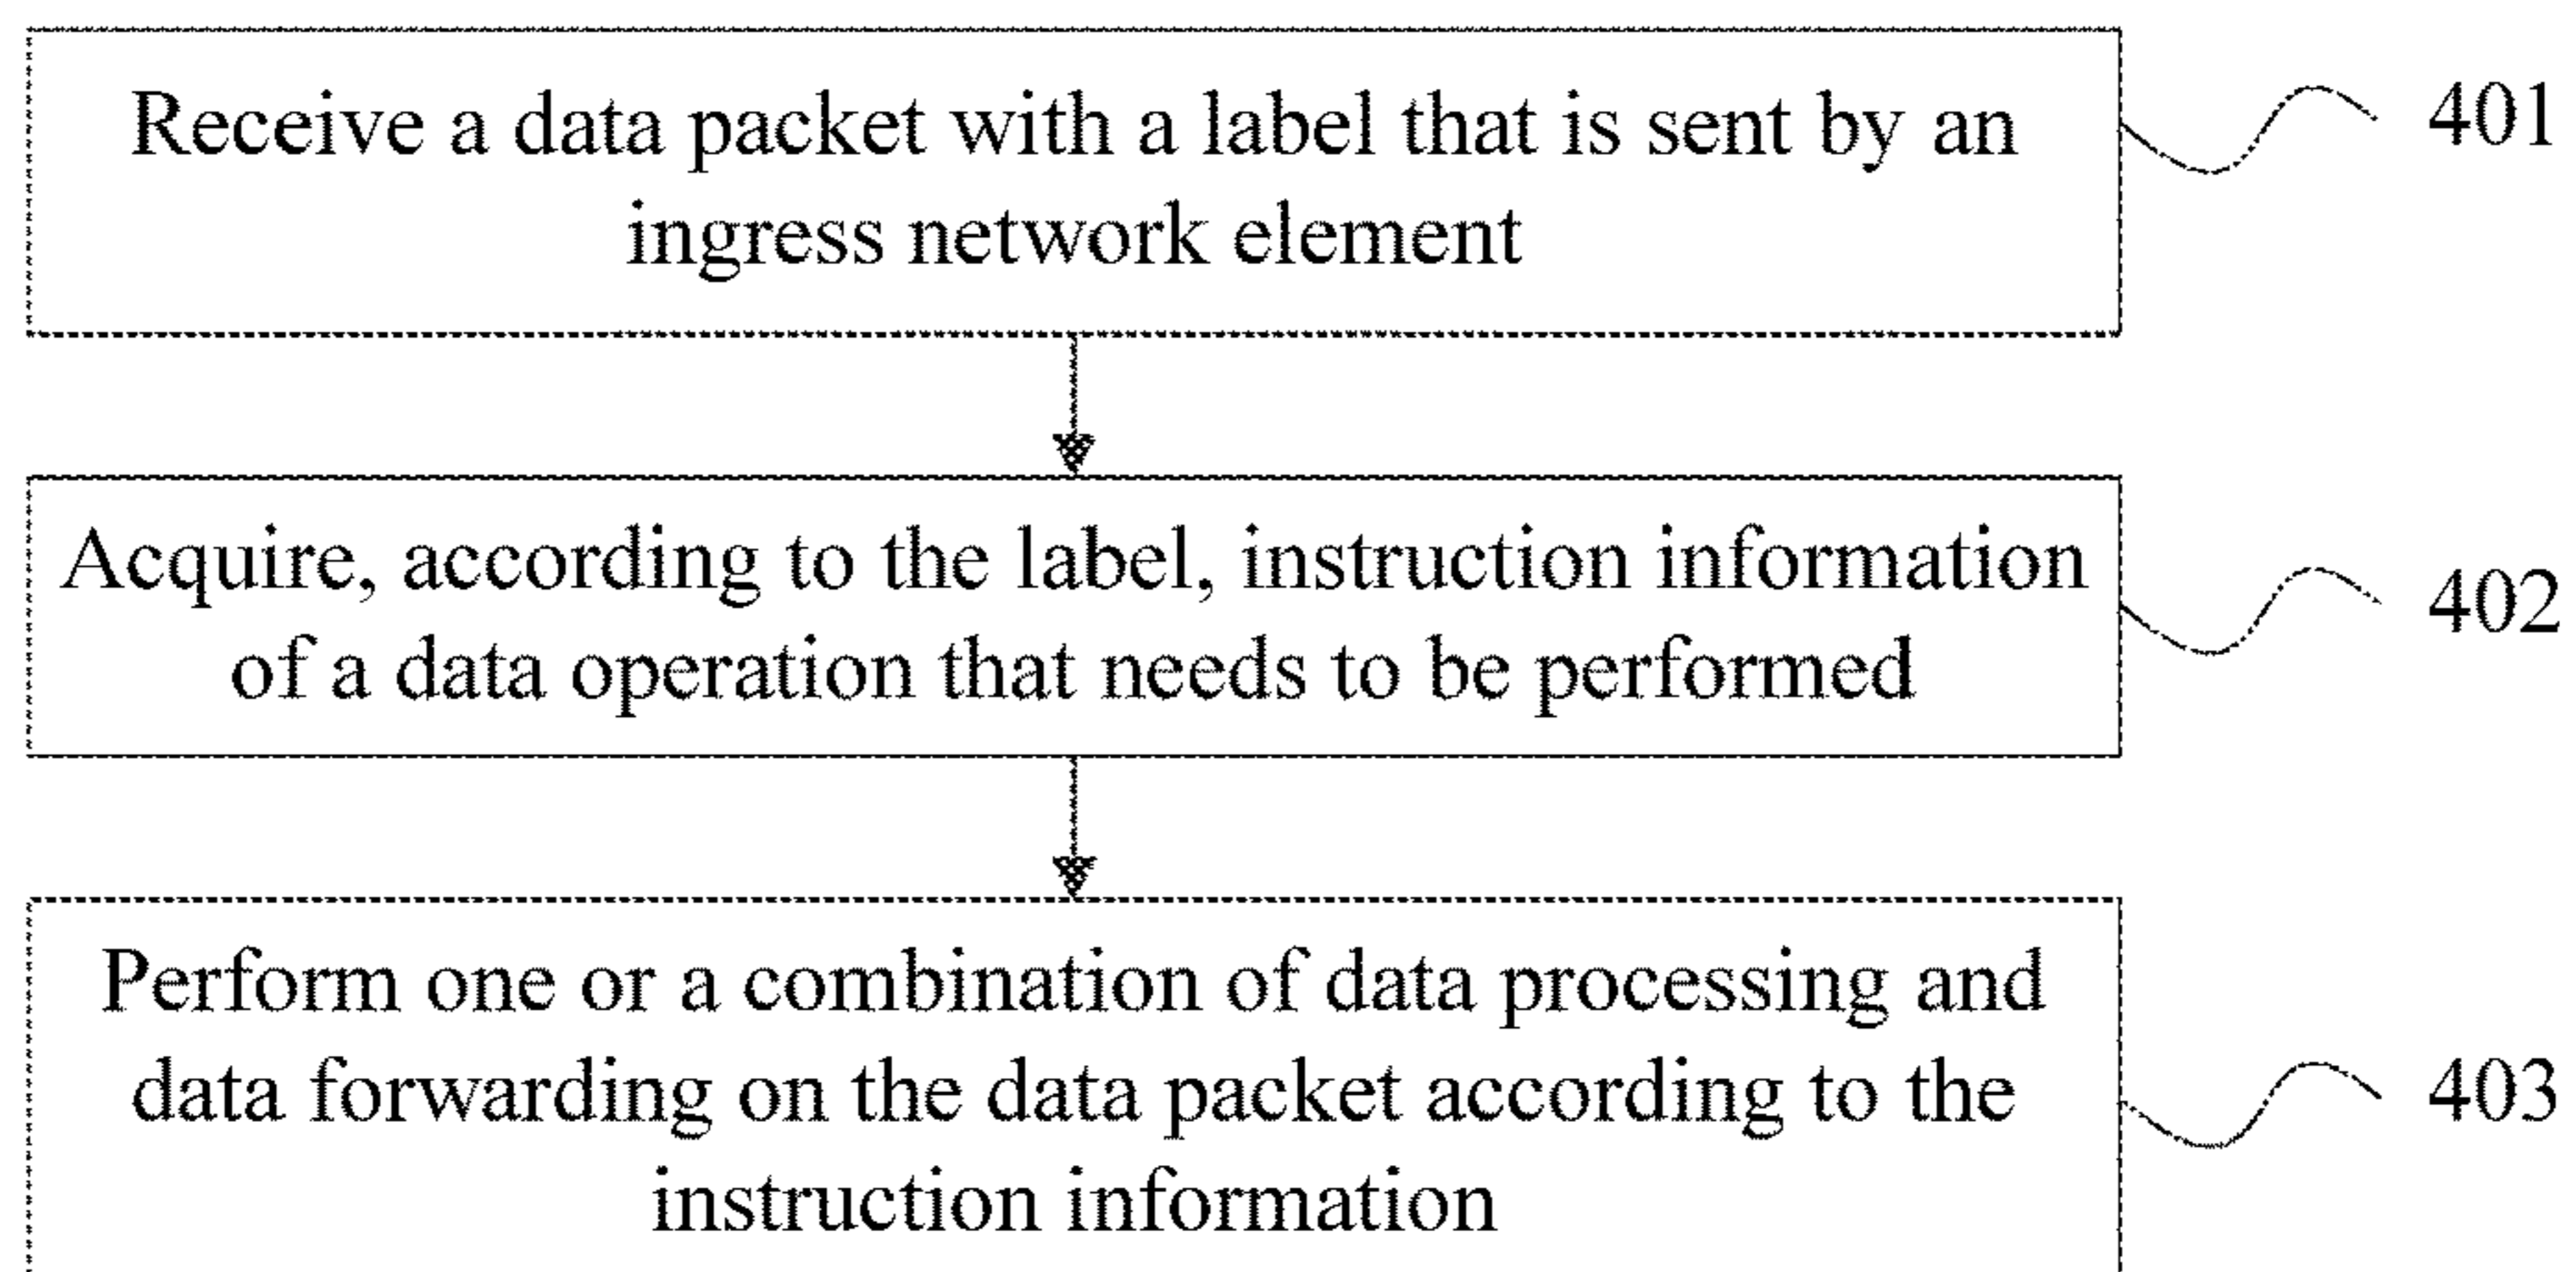 Receive a data packet with a label that is sent by an
ingress network element
401
Acquire, according to the label, instruction information
of a data operation that needs to be performed
402
Perform one or a combination of data processing and
data forwarding on the data packet according to the
instruction information
403